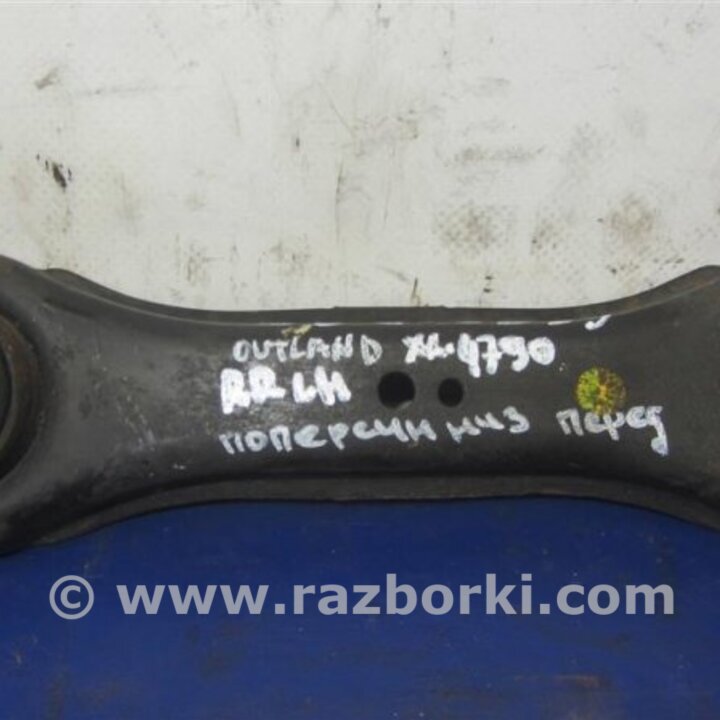 OUTLAND XL 4790
RR LH
поперечн низ перед
© www.razborki.com